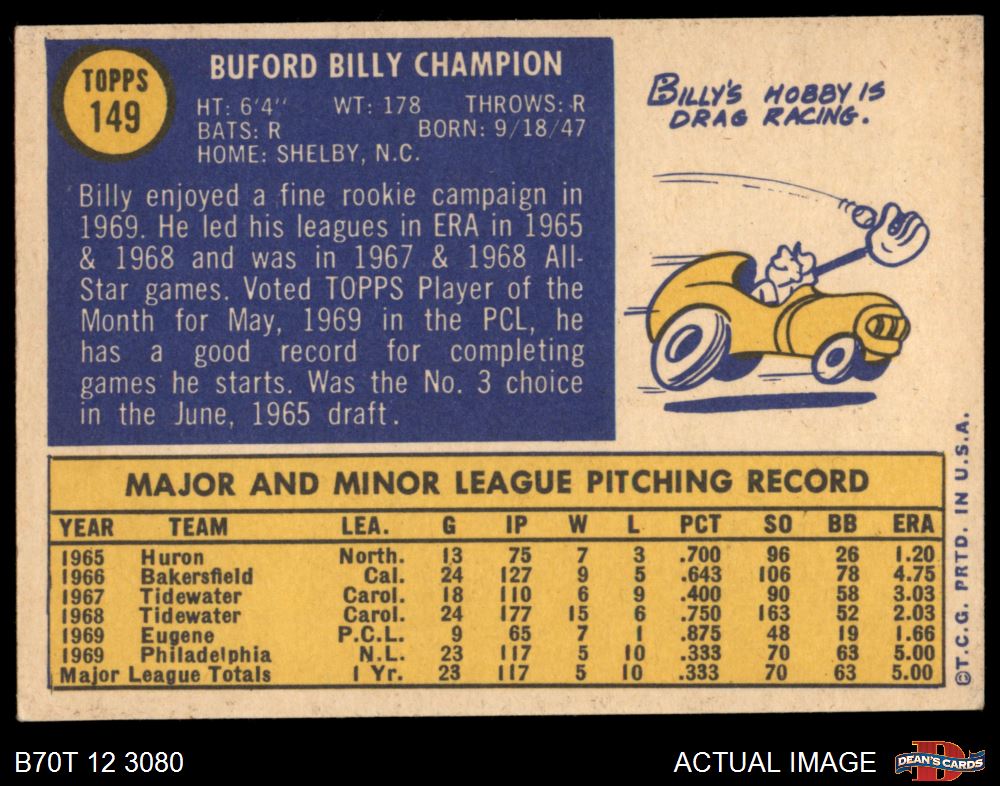 TOPPS
149
BUFORD BILLY CHAMPION
HT: 6'4" WT: 178 THROWS: R
BATS: R BORN: 9/18/47
HOME: SHELBY, N.C.
Billy enjoyed a fine rookie campaign in
1969. He led his leagues in ERA in 1965
& 1968 and was in 1967 & 1968 All-
Star games. Voted TOPPS Player of the
Month for May, 1969 in the PCL, he
has a good record for completing
games he starts. Was the No. 3 choice
in the June, 1965 draft.
BILLY'S HOBBY IS
DRAG RACING.
MAJOR AND MINOR LEAGUE PITCHING RECORD
YEAR TEAM LEA. G IP W L PCT SO BB ERA
1965 Huron North. 13 75 7 3 .700 96 26 1.20
1966 Bakersfield Cal. 24 127 9 5 .643 106 78 4.75
1967 Tidewater Carol. 18 110 6 9 .400 90 58 3.03
1968 Tidewater Carol. 24 177 15 6 .750 163 52 2.03
1969 Eugene P.C.L. 9 65 7 1 .875 48 19 1.66
1969 Philadelphia N.L. 23 117 5 10 .333 70 63 5.00
Major League Totals 1 Yr. 23 117 5 10 .333 70 63 5.00
©T.C.G. PRTD. IN U.S.A.
B70T 12 3080
ACTUAL IMAGE
DEAN'S CARDS